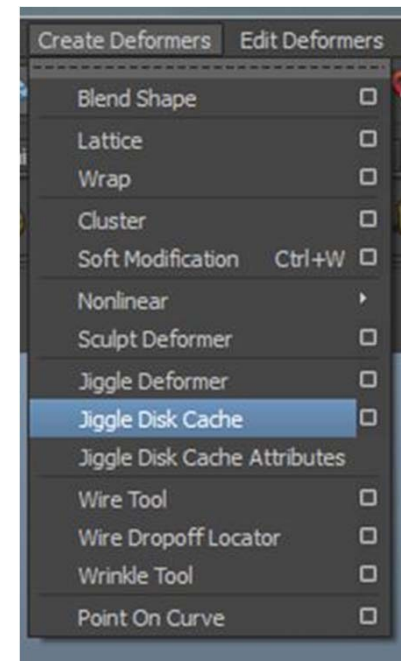 Create Deformers Edit Deformers
Blend Shape
Lattice
Wrap
Cluster
Soft Modification Ctrl+W
Nonlinear
Sculpt Deformer
Jiggle Deformer
Jiggle Disk Cache
Jiggle Disk Cache Attributes
Wire Tool
Wire Dropoff Locator
Wrinkle Tool
Point On Curve